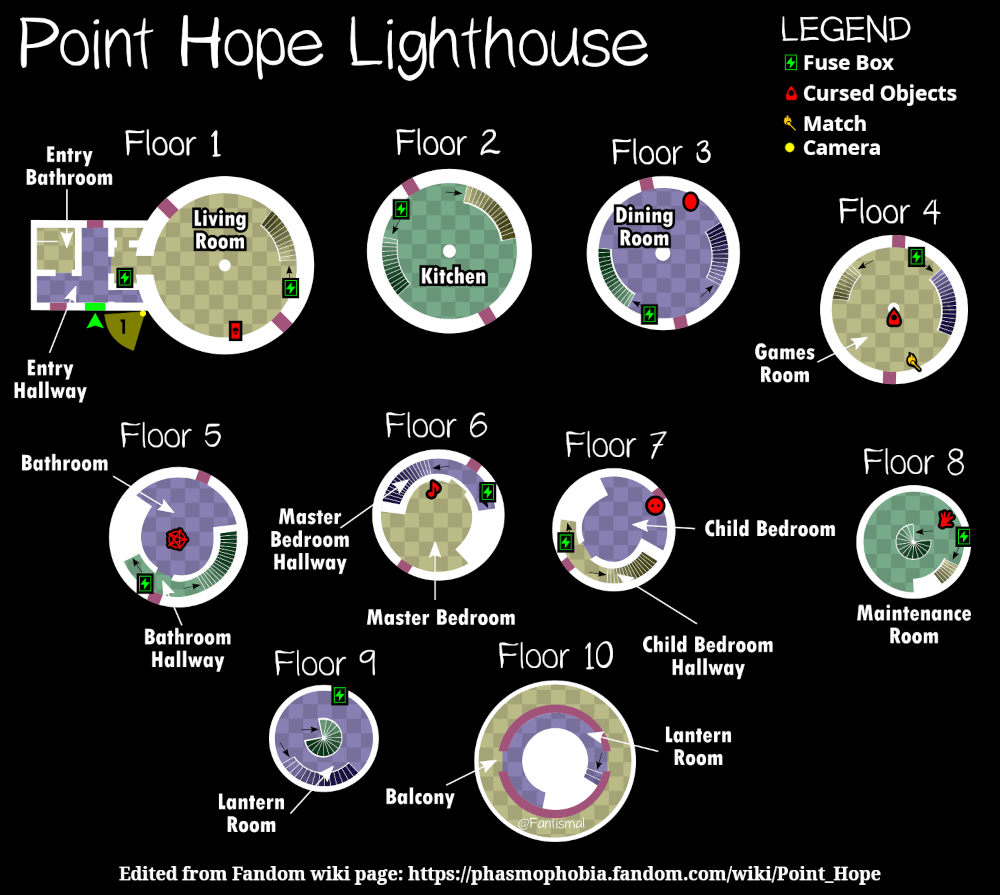 Point Hope Lighthouse
LEGEND
Fuse Box
Cursed Objects
Match
Camera
Floor 1
Entry
Bathroom
Living
Room
1
Entry
Hallway
Floor 2
Kitchen
Floor 3
Dining
Room
Floor 4
Games
Room
Floor 5
Bathroom
Bathroom
Hallway
Floor 6
Master
Bedroom
Hallway
Master Bedroom
Floor 7
Child Bedroom
Child Bedroom
Hallway
Floor 8
Maintenance
Room
Floor 9
Lantern
Room
Floor 10
Lantern
Room
Balcony
@Fantismal
Edited from Fandom wiki page: https://phasmophobia.fandom.com/wiki/Point_Hope